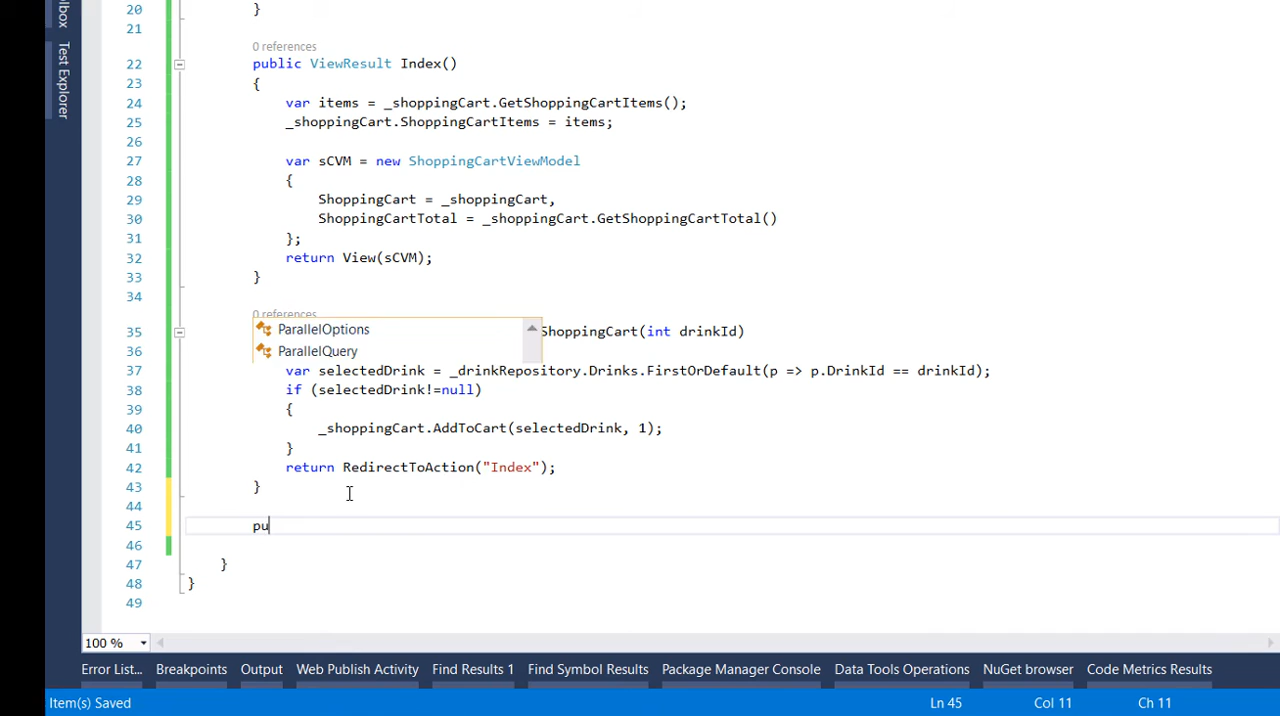 olbox
Test Explorer
20 }
21
0 references
22 public ViewResult Index()
23 {
24 var items = _shoppingCart.GetShoppingCartItems();
25 _shoppingCart.ShoppingCartItems = items;
26
27 var sCVM = new ShoppingCartViewModel
28 {
29 ShoppingCart = _shoppingCart,
30 ShoppingCartTotal = _shoppingCart.GetShoppingCartTotal()
31 };
32 return View(sCVM);
33 }
34
0 references
35 ShoppingCart(int drinkId)
ParallelOptions
36
ParallelQuery
37 var selectedDrink = _drinkRepository.Drinks.FirstOrDefault(p => p.DrinkId == drinkId);
38 if (selectedDrink!=null)
39 {
40 _shoppingCart.AddToCart(selectedDrink, 1);
41 }
42 return RedirectToAction("Index");
43 }
44
45 pu
46
47 }
48 }
49
100 %
Error List... Breakpoints Output Web Publish Activity Find Results 1 Find Symbol Results Package Manager Console Data Tools Operations NuGet browser Code Metrics Results
Item(s) Saved Ln 45 Col 11 Ch 11